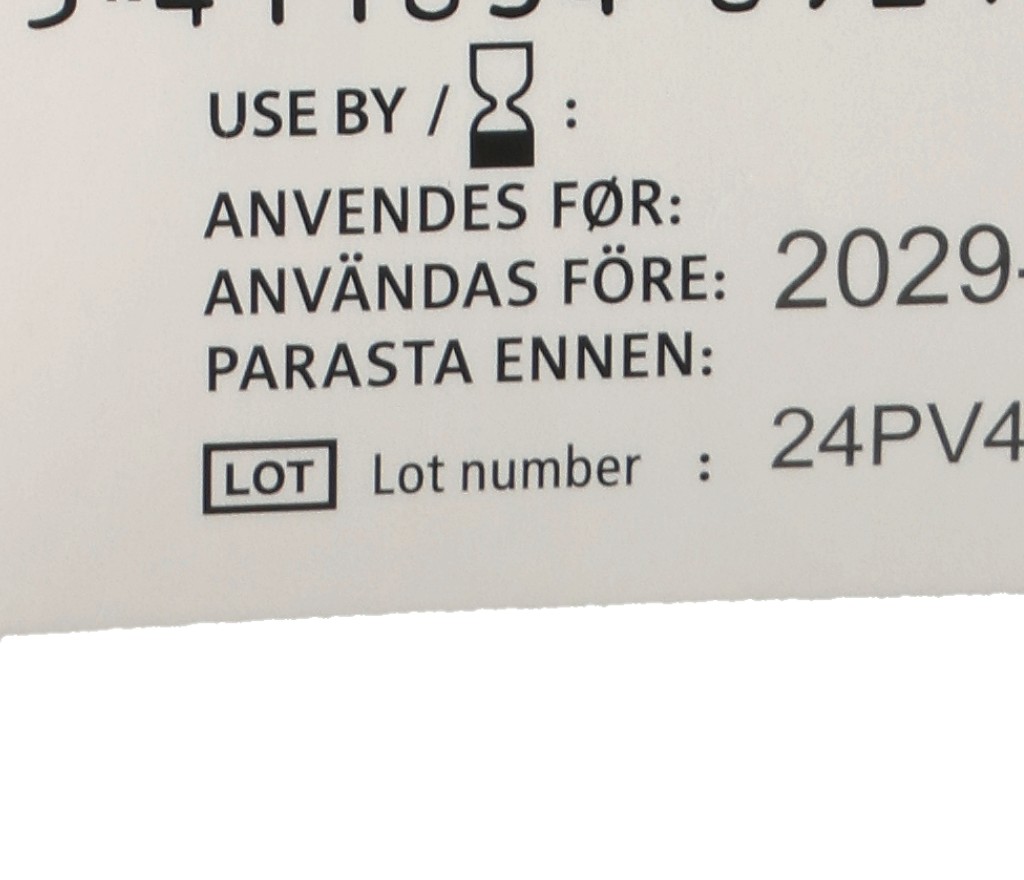 USE BY / :
ANVENDES FØR:
ANVÄNDAS FÖRE: 2029-
PARASTA ENNEN:
LOT Lot number : 24PV4